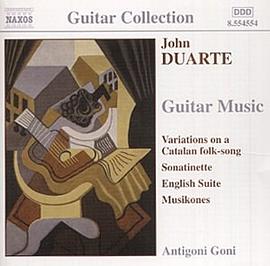 NAXOS
Guitar Collection
DDD
8.554554
John
DUARTE
Guitar Music
Variations on a
Catalan folk-song
Sonatinette
English Suite
Musikones
Antigoni Goni